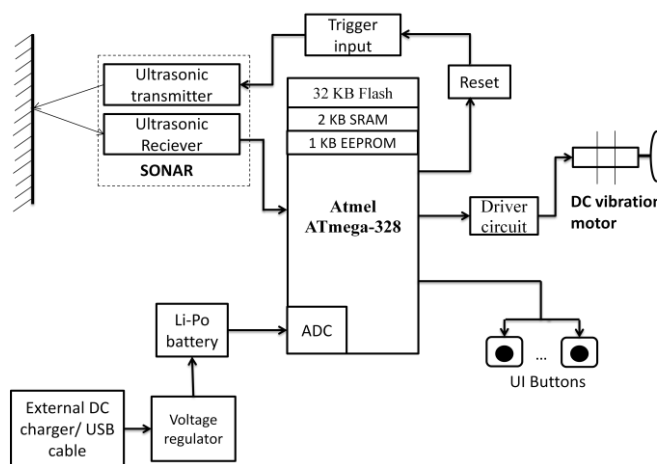 Trigger
input
Ultrasonic
transmitter
Ultrasonic
Reciever
SONAR
32 KB Flash
2 KB SRAM
1 KB EEPROM
Reset
Atmel
ATmega-328
Driver
circuit
DC vibration
motor
Li-Po
battery
ADC
...
UI Buttons
External DC
charger/ USB
cable
Voltage
regulator